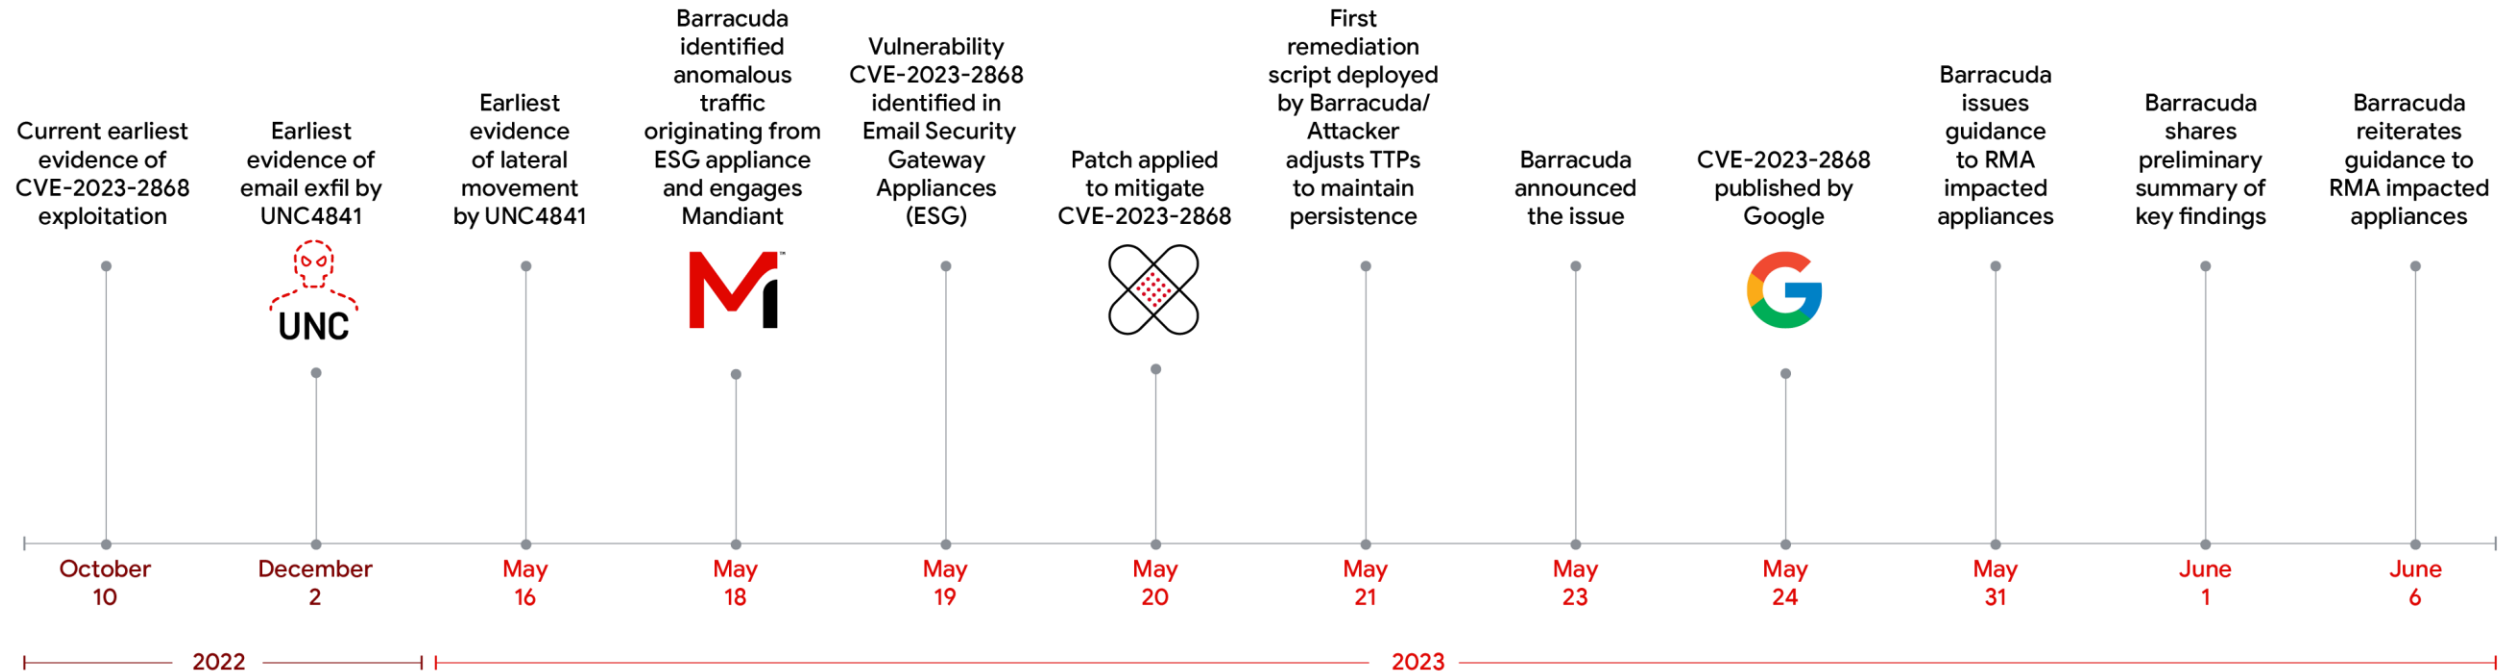 Current earliest
evidence of
CVE-2023-2868
exploitation
Earliest
evidence of
email exfil by
UNC4841
UNC
Earliest
evidence
of lateral
movement
by UNC4841
Barracuda
identified
anomalous
traffic
originating from
ESG appliance
and engages
Mandiant
Vulnerability
CVE-2023-2868
identified in
Email Security
Gateway
Appliances
(ESG)
Patch applied
to mitigate
CVE-2023-2868
First
remediation
script deployed
by Barracuda/
Attacker
adjusts TTPs
to maintain
persistence
Barracuda
announced
the issue
CVE-2023-2868
published by
Google
Barracuda
issues
guidance
to RMA
impacted
appliances
Barracuda
shares
preliminary
summary of
key findings
Barracuda
reiterates
guidance to
RMA impacted
appliances
October
10
December
2
May
16
May
18
May
19
May
20
May
21
May
23
May
24
May
31
June
1
June
6
2022
2023